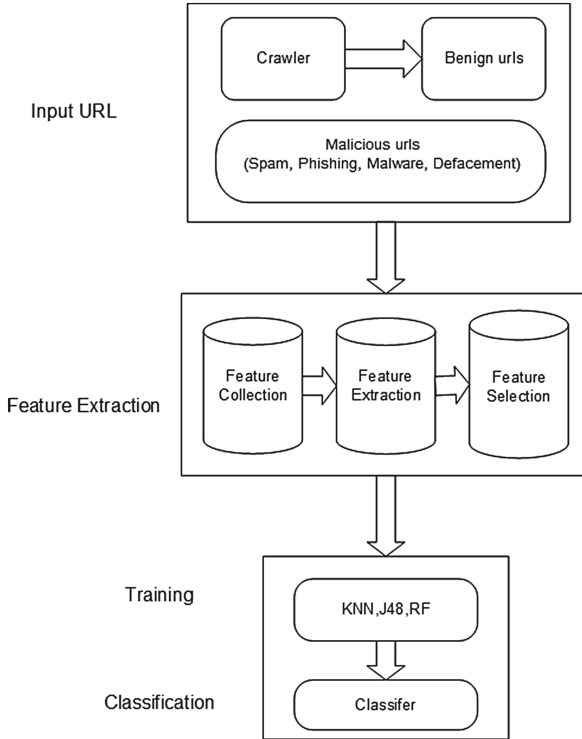 Input URL
Crawler
Benign urls
Malicious urls
(Spam, Phishing, Malware, Defacement)
Feature Extraction
Feature
Collection
Feature
Extraction
Feature
Selection
Training
KNN,J48,RF
Classification
Classifer